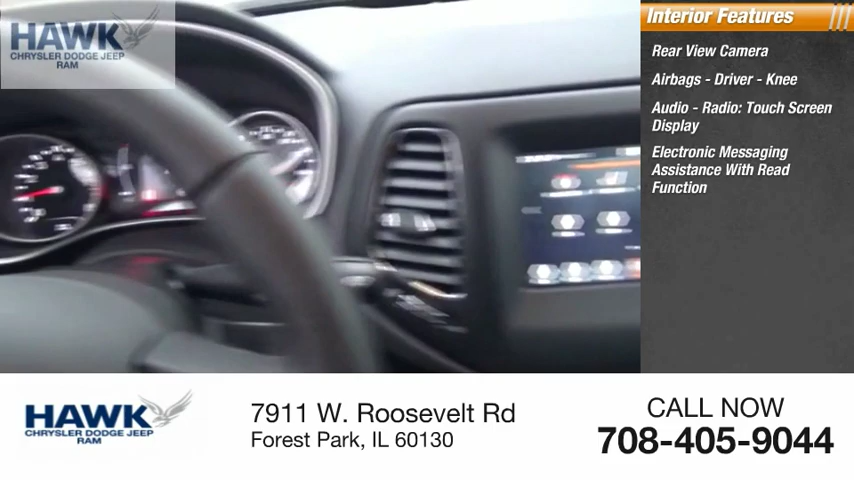 HAWK
CHRYSLER DODGE JEEP
RAM
Interior Features
Rear View Camera
Airbags - Driver - Knee
Audio - Radio: Touch Screen
Display
Electronic Messaging
Assistance With Read
Function
HAWK
CHRYSLER DODGE JEEP
RAM
7911 W. Roosevelt Rd
Forest Park, IL 60130
CALL NOW
708-405-9044